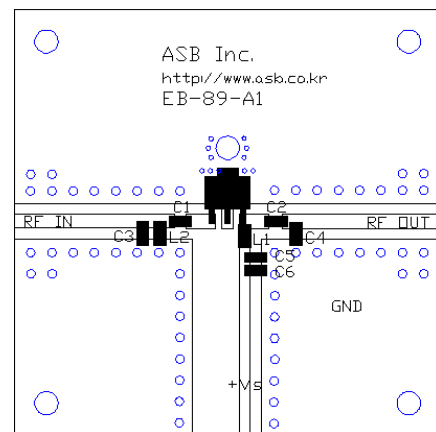 ASB Inc.
http://www.asb.co.kr
EB-89-A1
C1
C2
RF IN
RF OUT
C3
L2
L1
C4
C5
C6
GND
+Vs